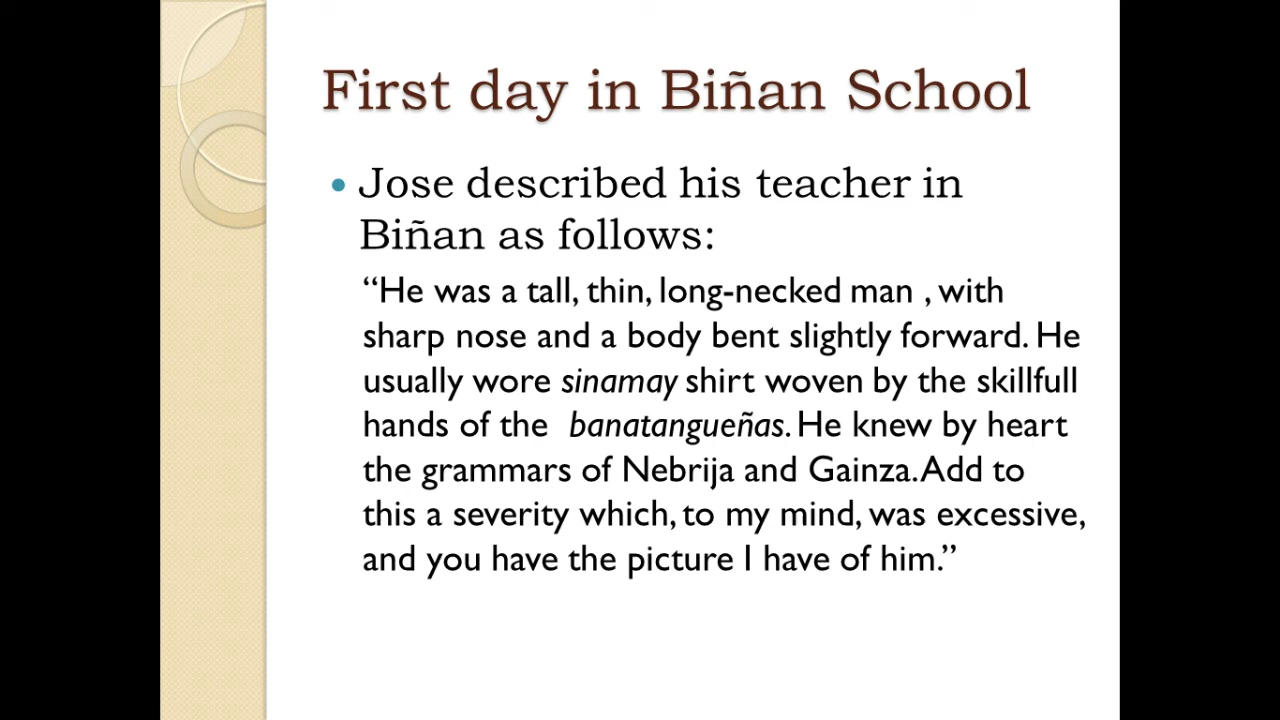 First day in Biñan School
• Jose described his teacher in
Biñan as follows:
“He was a tall, thin, long-necked man , with
sharp nose and a body bent slightly forward. He
usually wore sinamay shirt woven by the skillfull
hands of the banatangueñas. He knew by heart
the grammars of Nebrija and Gainza. Add to
this a severity which, to my mind, was excessive,
and you have the picture I have of him.”